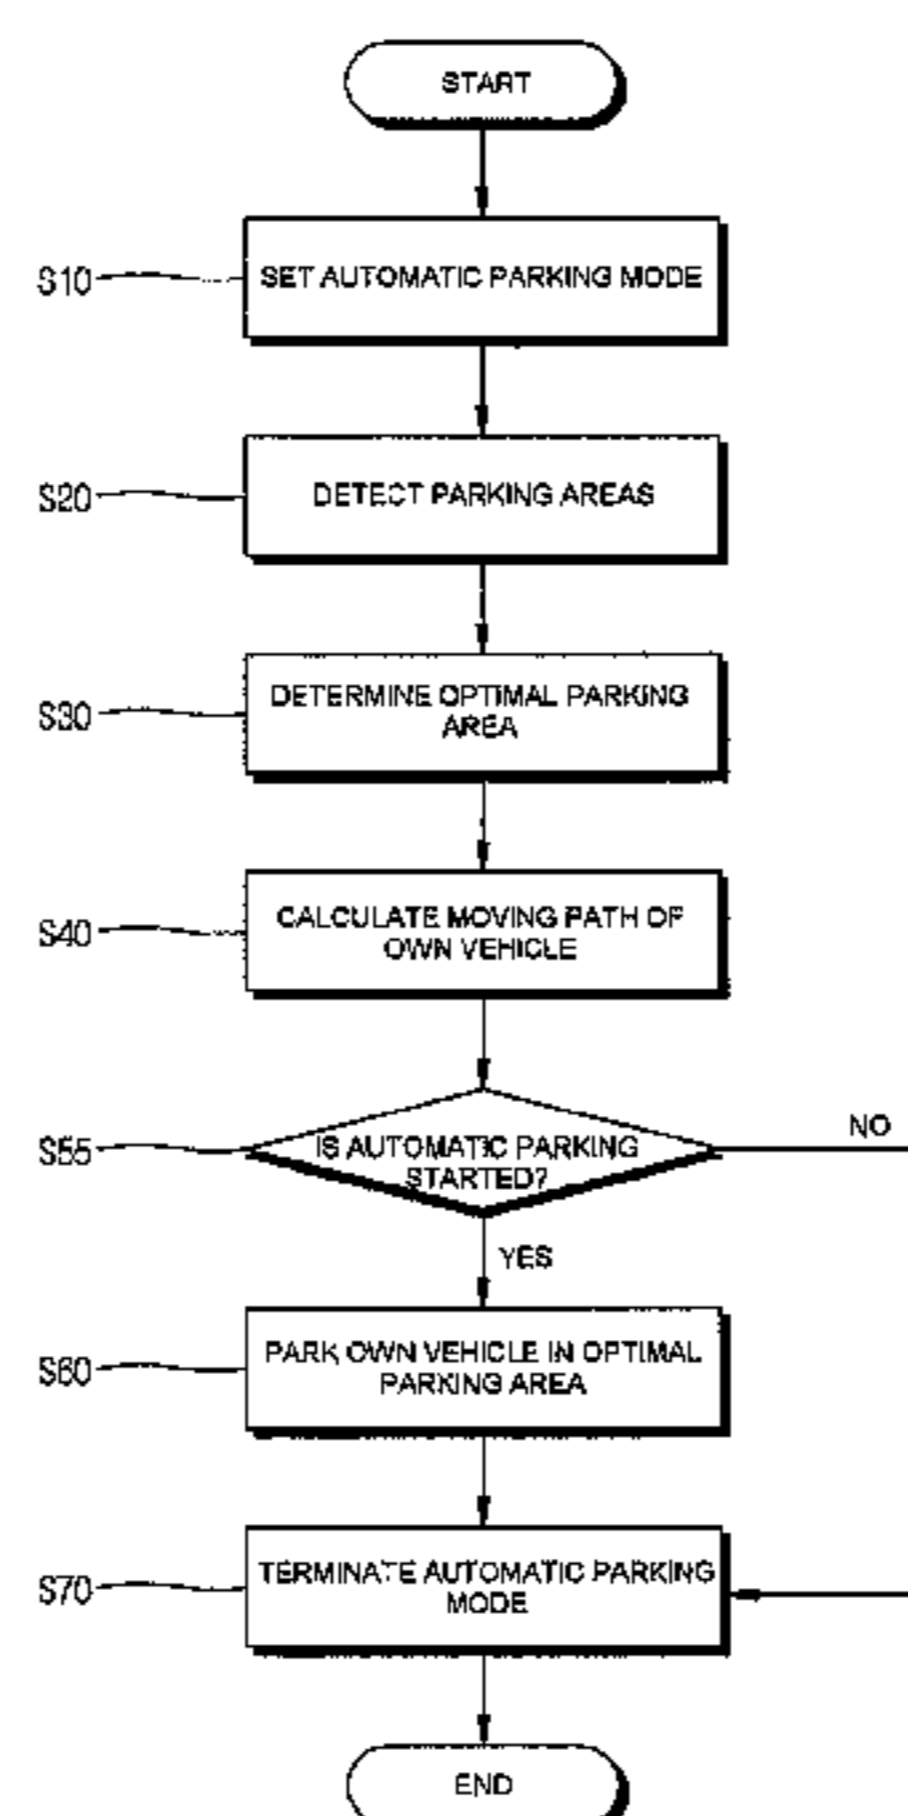 START
S10
SET AUTOMATIC PARKING MODE
S20
DETECT PARKING AREAS
S30
DETERMINE OPTIMAL PARKING
AREA
S40
CALCULATE MOVING PATH OF
OWN VEHICLE
S55
IS AUTOMATIC PARKING
STARTED?
NO
YES
S60
PARK OWN VEHICLE IN OPTIMAL
PARKING AREA
S70
TERMINATE AUTOMATIC PARKING
MODE
END